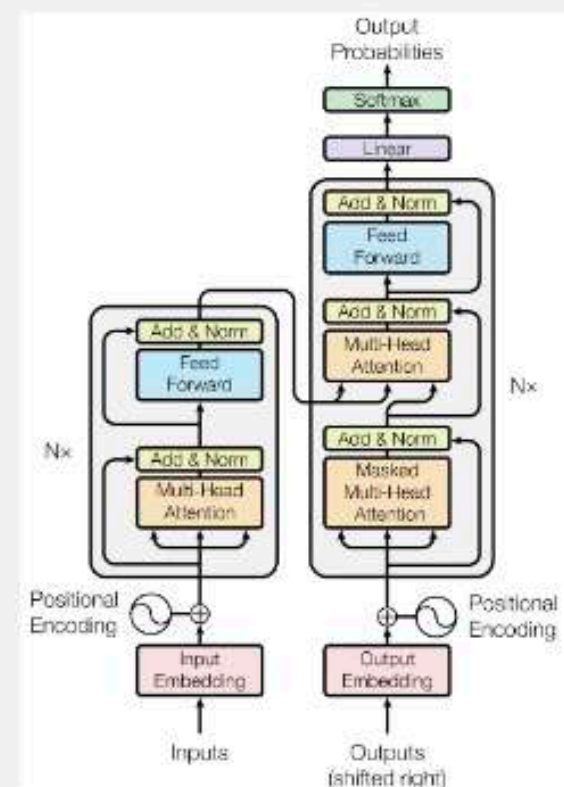 Output
Probabilities
Softmax
Linear
Add & Norm
Feed
Forward
Add & Norm
Multi-Head
Attention
Add & Norm
Masked
Multi-Head
Attention
Nx
Add & Norm
Feed
Forward
Add & Norm
Multi-Head
Attention
Nx
Positional
Encoding
Positional
Encoding
Input
Embedding
Output
Embedding
Inputs
Outputs
(shifted right)